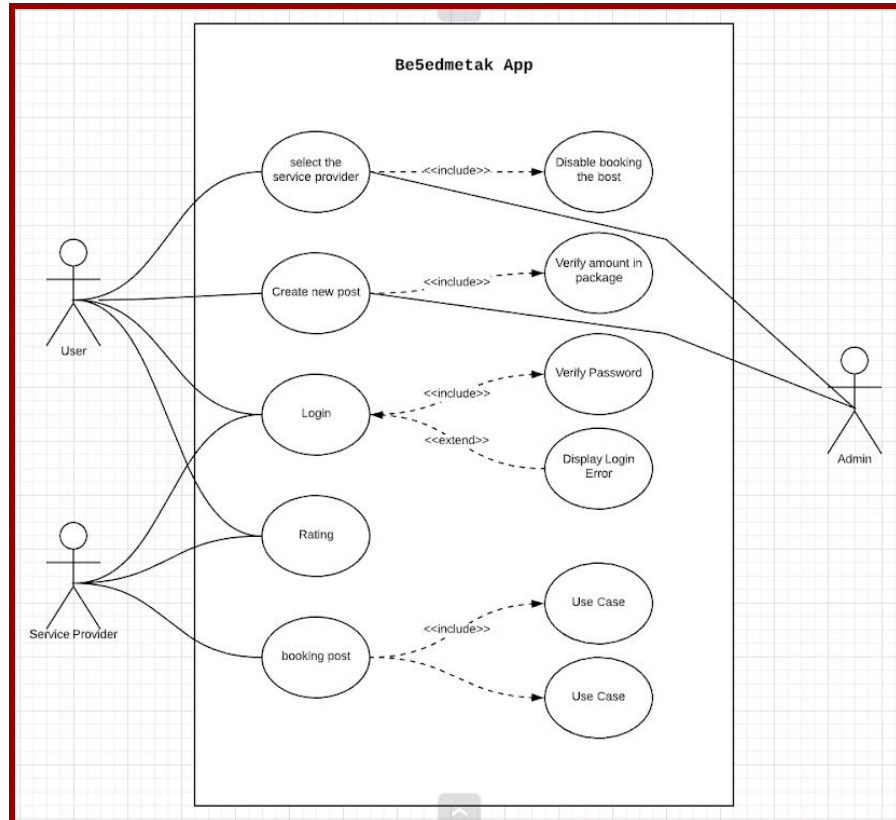 Be5edmetak App
select the
service provider
<<include>>
Disable booking
the bost
Create new post
<<include>>
Verify amount in
package
User
Login
<<include>>
Verify Password
<<extend>>
Display Login
Error
Admin
Rating
Service Provider
booking post
<<include>>
Use Case
Use Case